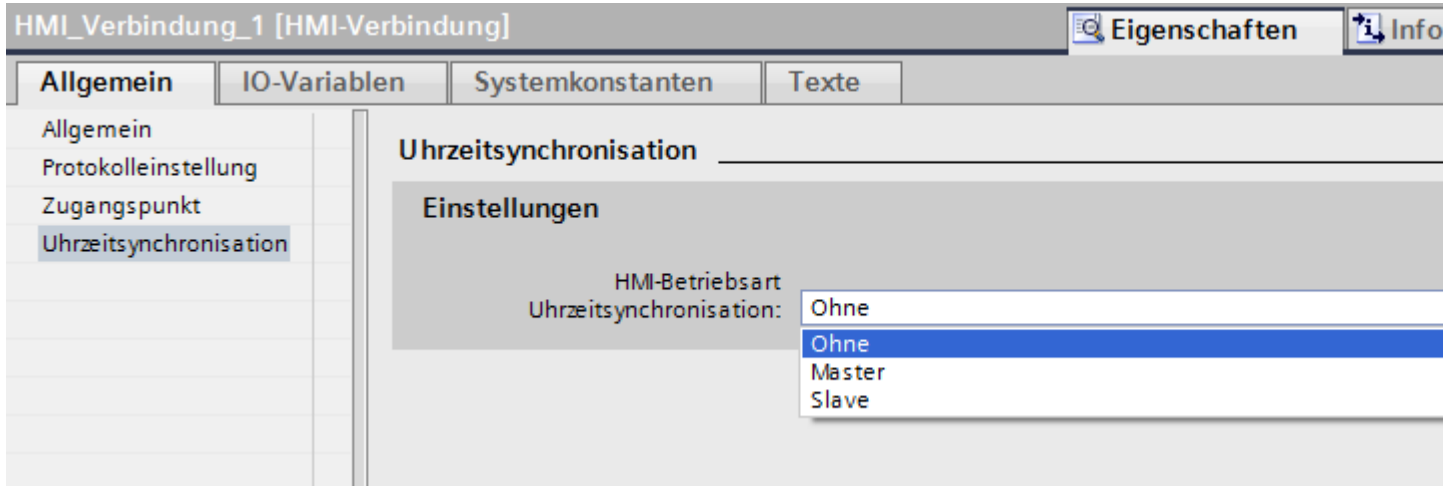 HMI_Verbindung_1 [HMI-Verbindung]
Eigenschaften
Info
Allgemein
IO-Variablen
Systemkonstanten
Texte
Allgemein
Protokolleinstellung
Zugangspunkt
Uhrzeitsynchronisation
Uhrzeitsynchronisation
Einstellungen
HMI-Betriebsart
Uhrzeitsynchronisation:
Ohne
Ohne
Master
Slave